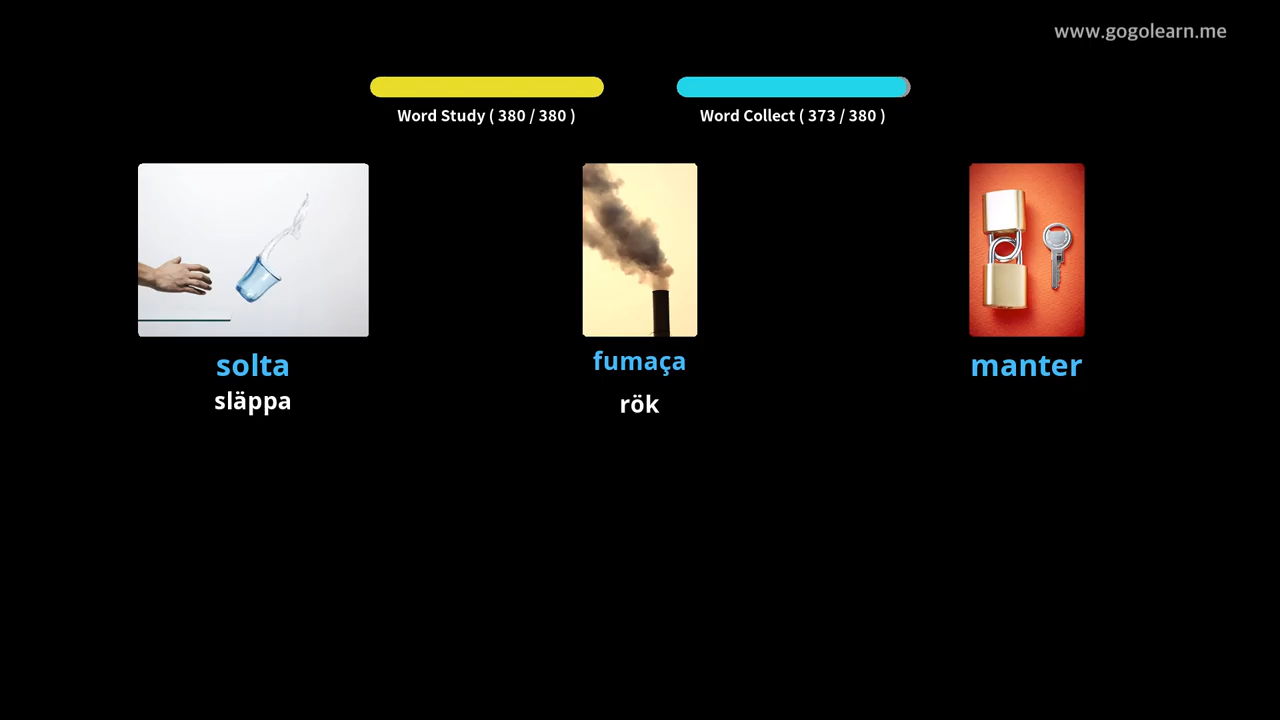 www.gogolearn.me
Word Study ( 380 / 380 )
Word Collect ( 373 / 380 )
solta
släppa
fumaça
rök
manter